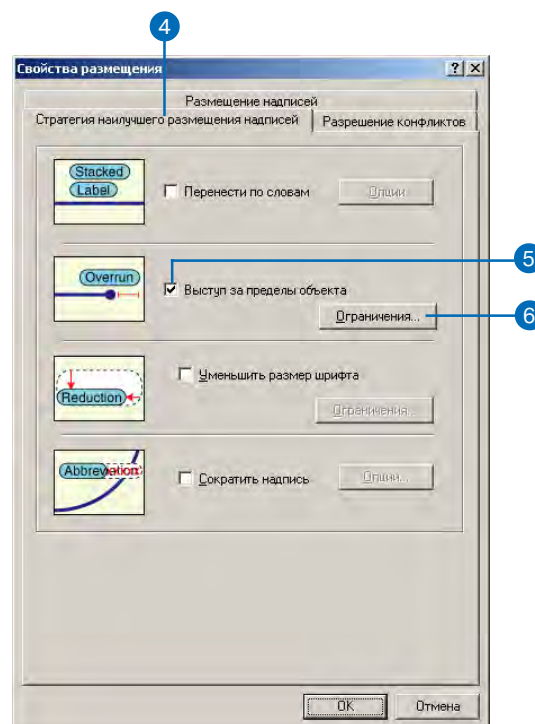 4
Свойства размещения
Размещение надписей
Стратегия наилучшего размещения надписей
Разрешение конфликтов
Stacked
Label
Перенести по словам
Опции
Overrun
Выступ за пределы объекта
5
Ограничения...
6
Уменьшить размер шрифта
Reduction
Ограничения...
Abbreviation
Сократить надпись
Опции...
OK
Отмена